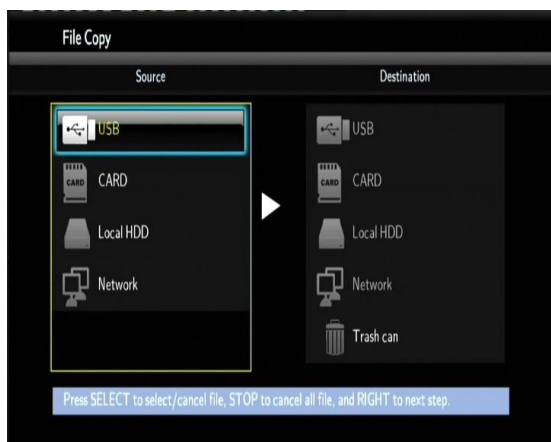 File Copy
Source
Destination
USB
CARD
CARD
Local HDD
Network
USB
CARD
CARD
Local HDD
Network
Trash can
Press SELECT to select/cancel file, STOP to cancel all file, and RIGHT to next step.